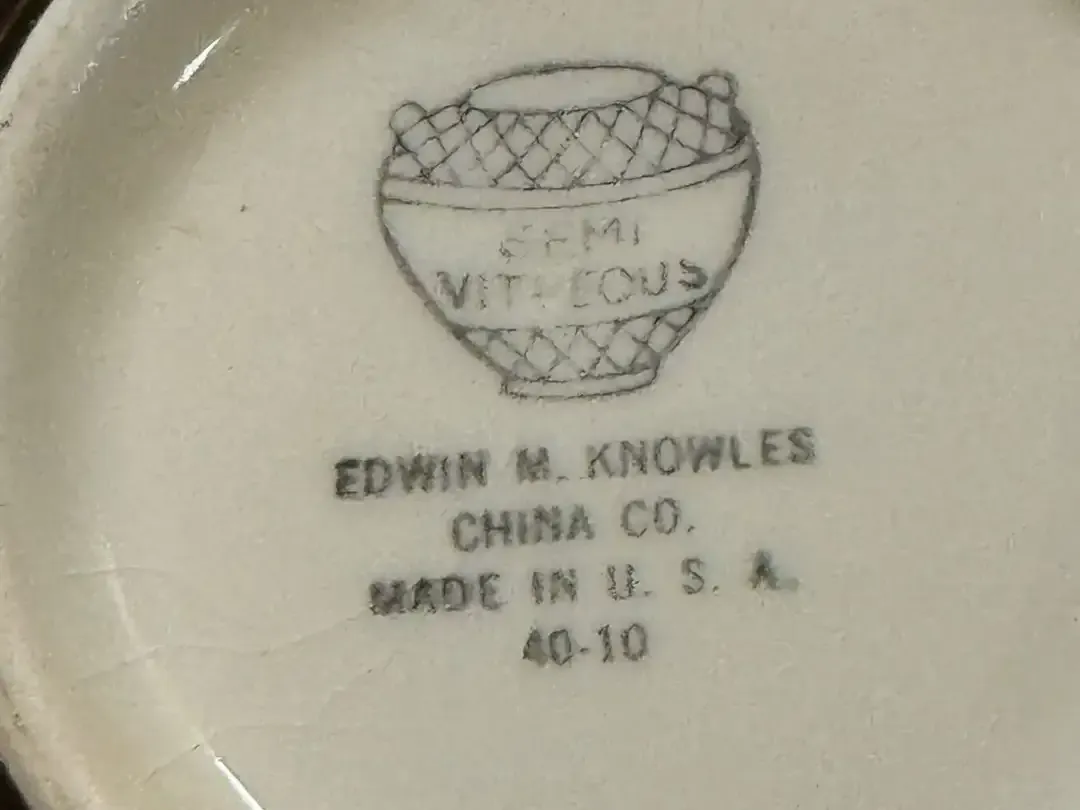 SEMI
VITREOUS
EDWIN M. KNOWLES
CHINA CO.
MADE IN U. S. A.
40-10